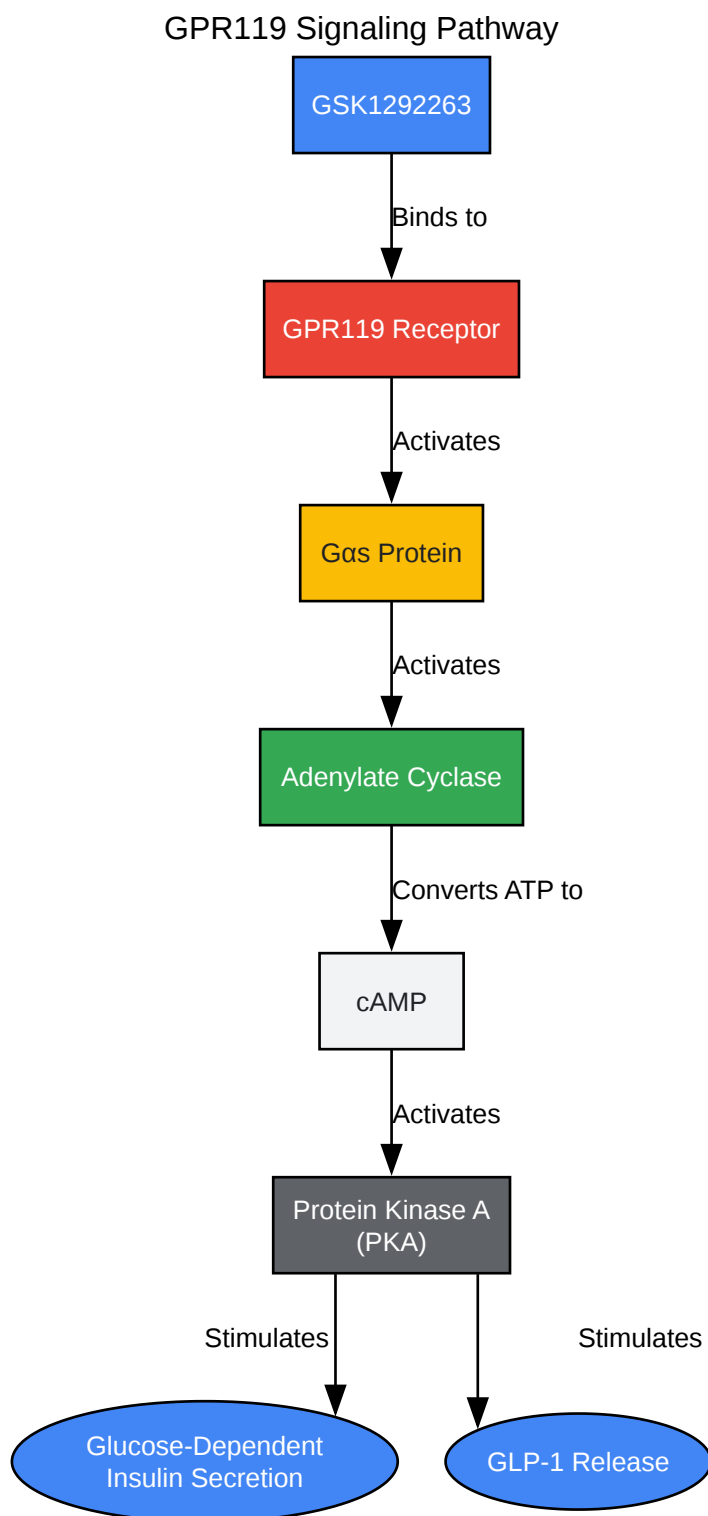 GPR119 Signaling Pathway
GSK1292263
Binds to
GPR119 Receptor
Activates
Gαs Protein
Activates
Adenylate Cyclase
Converts ATP to
cAMP
Activates
Protein Kinase A
(PKA)
Stimulates
Stimulates
Glucose-Dependent
Insulin Secretion
GLP-1 Release